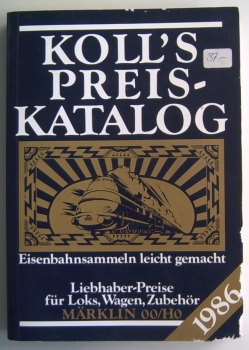 KOLL'S
PREIS-
KATALOG
37,-
Eisenbahnsammeln leicht gemacht
Liebhaber-Preise
für Loks, Wagen, Zubehör
MÄRKLIN 00/H0
1986